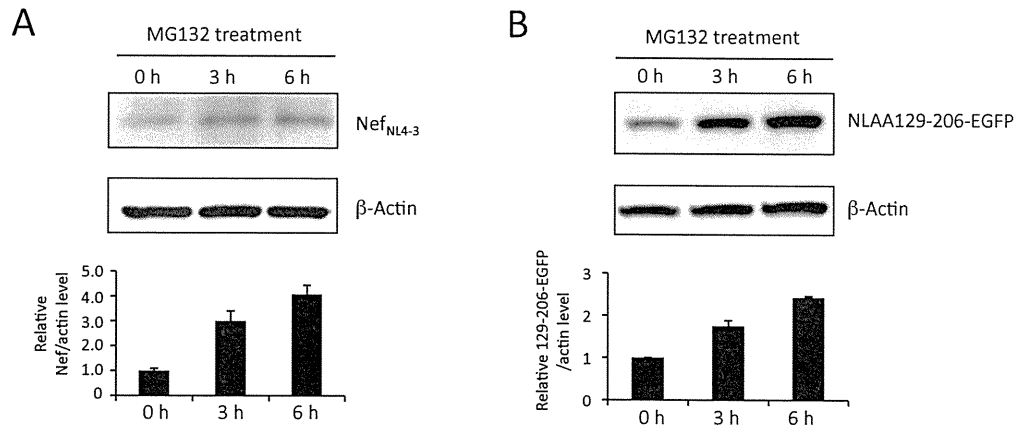 A
MG132 treatment
0 h 3 h 6 h
NefNL4-3
β-Actin
Relative
Nef/actin level
5.0
4.0
3.0
2.0
1.0
0
0 h 3 h 6 h
B
MG132 treatment
0 h 3 h 6 h
NLAA129-206-EGFP
β-Actin
Relative 129-206-EGFP
/actin level
3
2
1
0
0 h 3 h 6 h